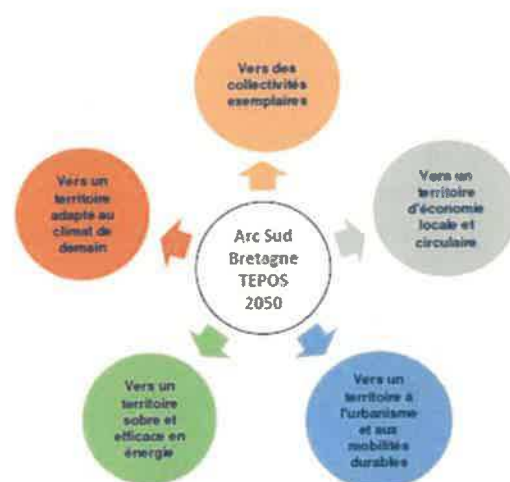 Vers des
collectivités
exemplaires
Vers un
territoire
adapté au
climat de
demain
Vers un
territoire
d'économie
locale et
circulaire
Arc Sud
Bretagne
TEPOS
2050
Vers un
territoire
sobre et
efficace en
énergie
Vers un
territoire à
l'urbanisme
et aux
mobilités
durables